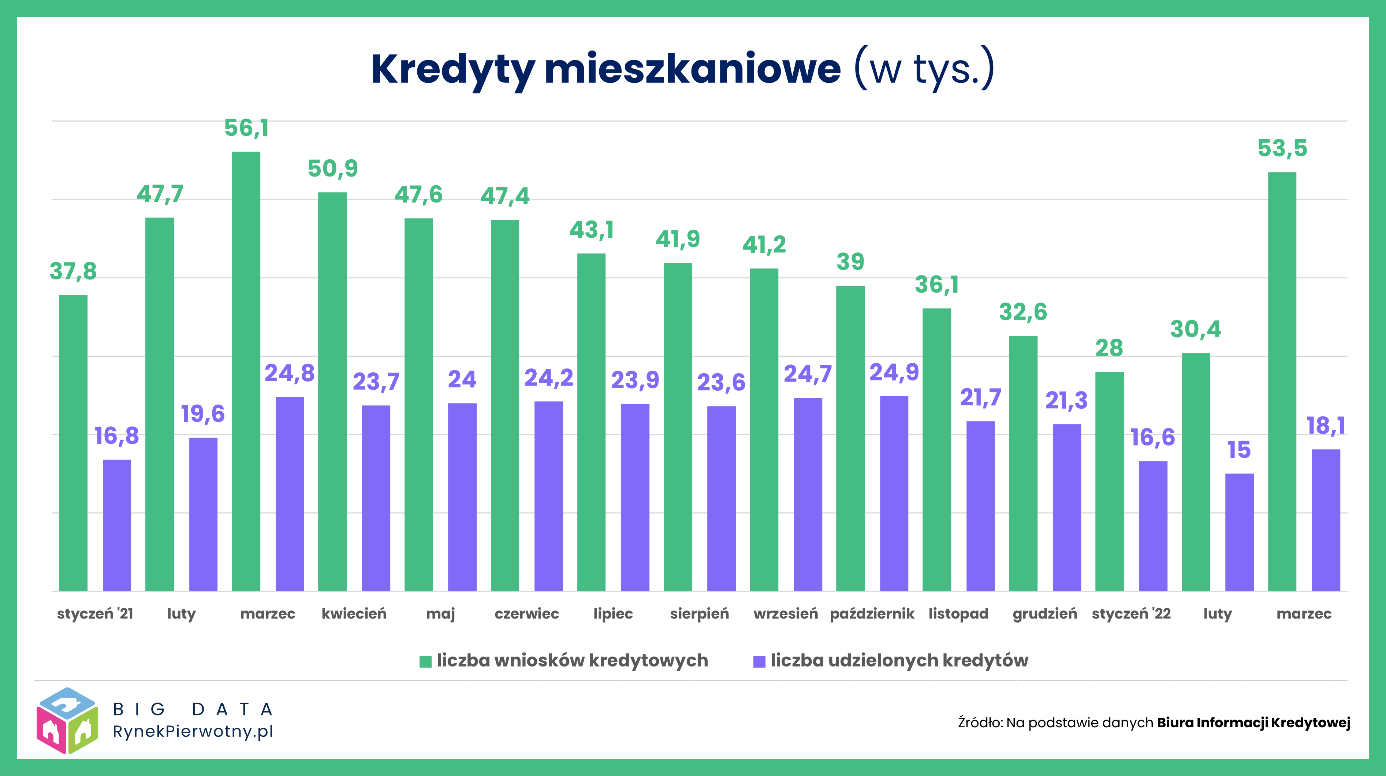 Kredyty mieszkaniowe (w tys.)
37,8 47,7 56,1 50,9 47,6 47,4 43,1 41,9 41,2 39 36,1 32,6 28 30,4 53,5
16,8 19,6 24,8 23,7 24 24,2 23,9 23,6 24,7 24,9 21,7 21,3 16,6 15 18,1
styczeń '21 luty marzec kwiecień maj czerwiec lipiec sierpień wrzesień październik listopad grudzień styczeń '22 luty marzec
liczba wniosków kredytowych liczba udzielonych kredytów
BIG DATA
RynekPierwotny.pl
Źródło: Na podstawie danych Biura Informacji Kredytowej